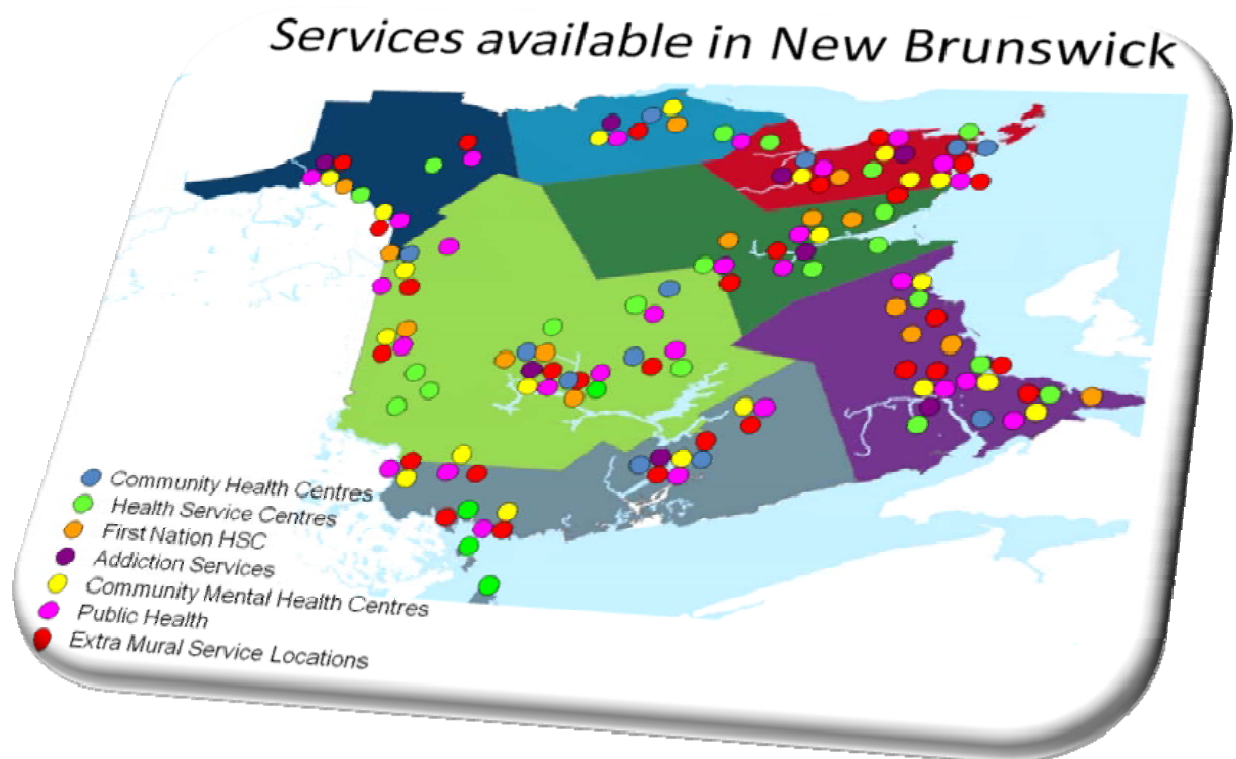 Services available in New Brunswick
Community Health Centres
Health Service Centres
First Nation HSC
Addiction Services
Community Mental Health Centres
Public Health
Extra Mural Service Locations